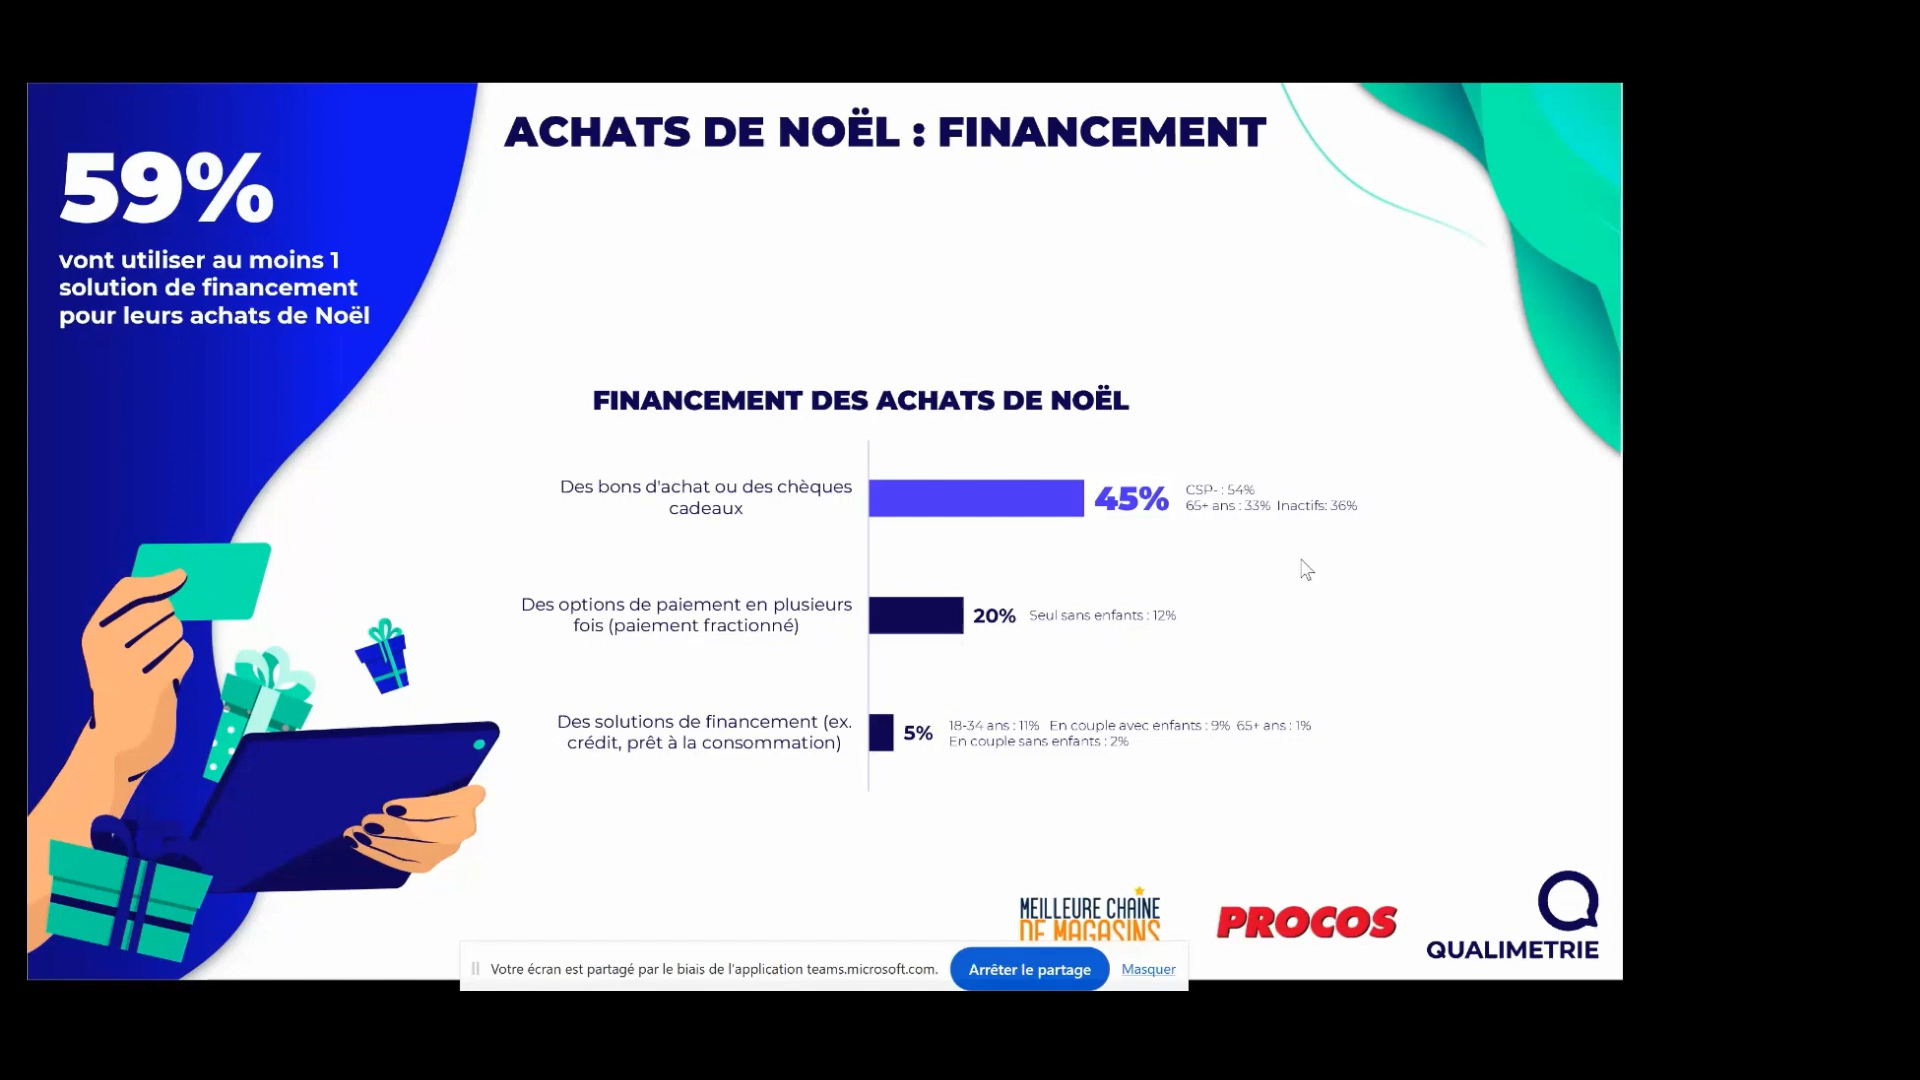 ACHATS DE NOËL : FINANCEMENT
59%
vont utiliser au moins 1
solution de financement
pour leurs achats de Noël
FINANCEMENT DES ACHATS DE NOËL
Des bons d'achat ou des chèques
cadeaux
45%
CSP- : 54%
65+ ans : 33% Inactifs: 36%
Des options de paiement en plusieurs
fois (paiement fractionné)
20%
Seul sans enfants : 12%
Des solutions de financement (ex.
crédit, prêt à la consommation)
5%
18-34 ans : 11% En couple avec enfants : 9% 65+ ans : 1%
En couple sans enfants : 2%
MEILLEURE CHAINE
DE MAGASINS
PROCOS
QUALIMETRIE
Votre écran est partagé par le biais de l'application teams.microsoft.com.
Arrêter le partage
Masquer